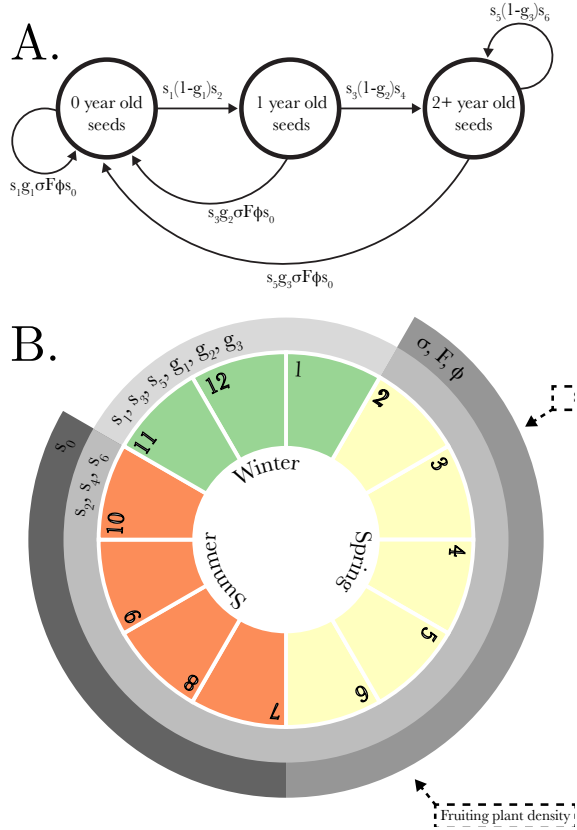 A.
s₅(1-g₃)s₆
0 year old
seeds
s₁(1-g₁)s₂
1 year old
seeds
s₃(1-g₂)s₄
2+ year old
seeds
s₁g₁σFϕs₀
s₃g₂σFϕs₀
s₅g₃σFϕs₀
B.
s₁, s₃, s₅, g₁, g₂, g₃
σ, F, ϕ
s₀
s₂, s₄, s₆
1
2
3
4
5
6
7
8
9
10
11
12
Winter
Spring
Summer
Fruiting plant density